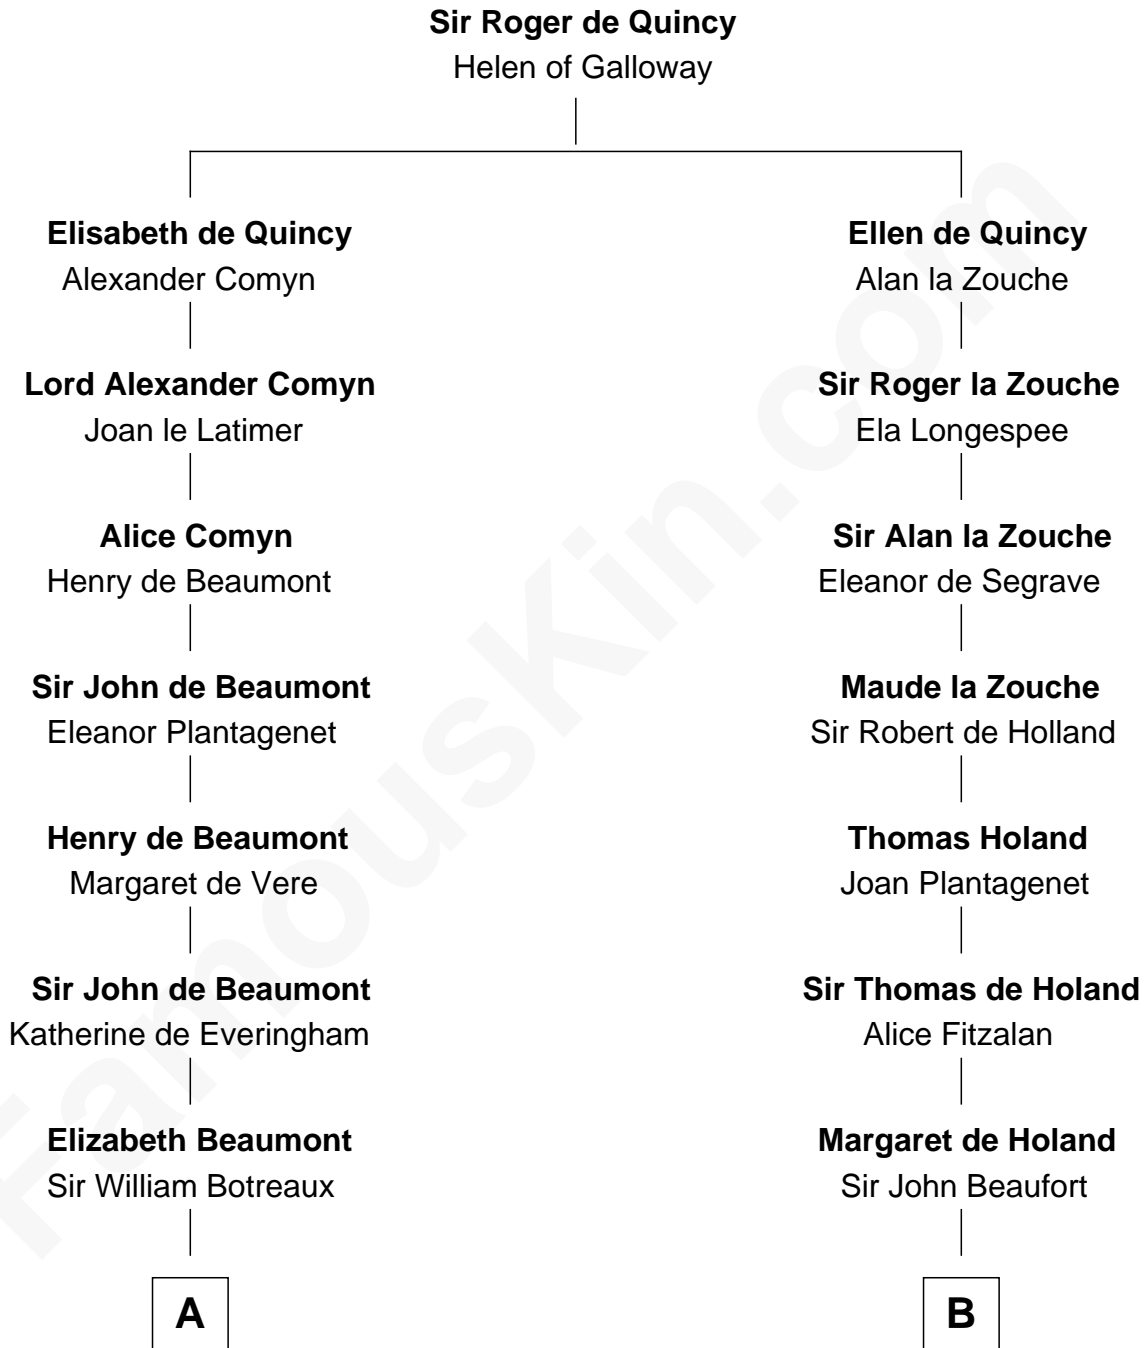 Sir Roger de Quincy
Helen of Galloway
Elisabeth de Quincy
Alexander Comyn
Ellen de Quincy
Alan la Zouche
Lord Alexander Comyn
Joan le Latimer
Sir Roger la Zouche
Ela Longespee
Alice Comyn
Henry de Beaumont
Sir Alan la Zouche
Eleanor de Segrave
Sir John de Beaumont
Eleanor Plantagenet
Maude la Zouche
Sir Robert de Holland
Henry de Beaumont
Margaret de Vere
Thomas Holand
Joan Plantagenet
Sir John de Beaumont
Katherine de Everingham
Sir Thomas de Holand
Alice Fitzalan
Elizabeth Beaumont
Sir William Botreaux
Margaret de Holand
Sir John Beaufort
A
B
FamousKin.com